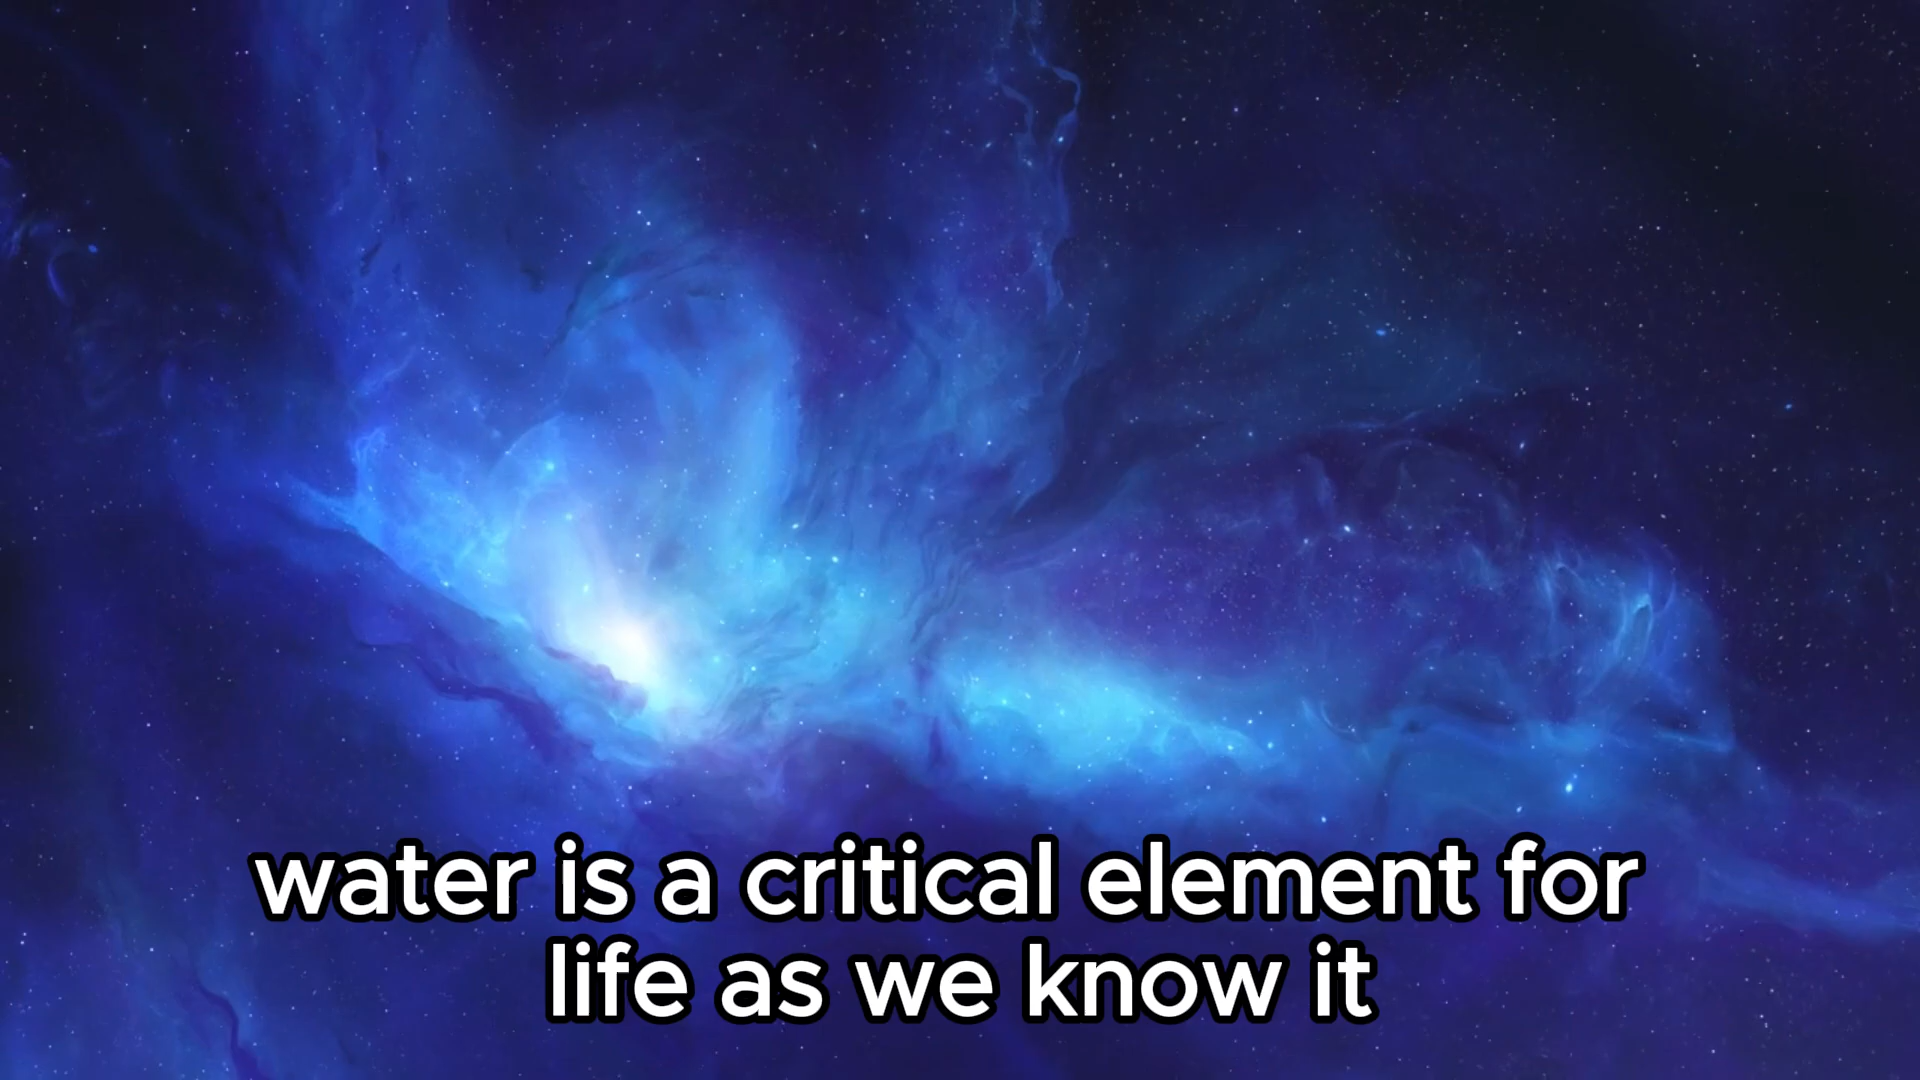 water is a critical element for
life as we know it